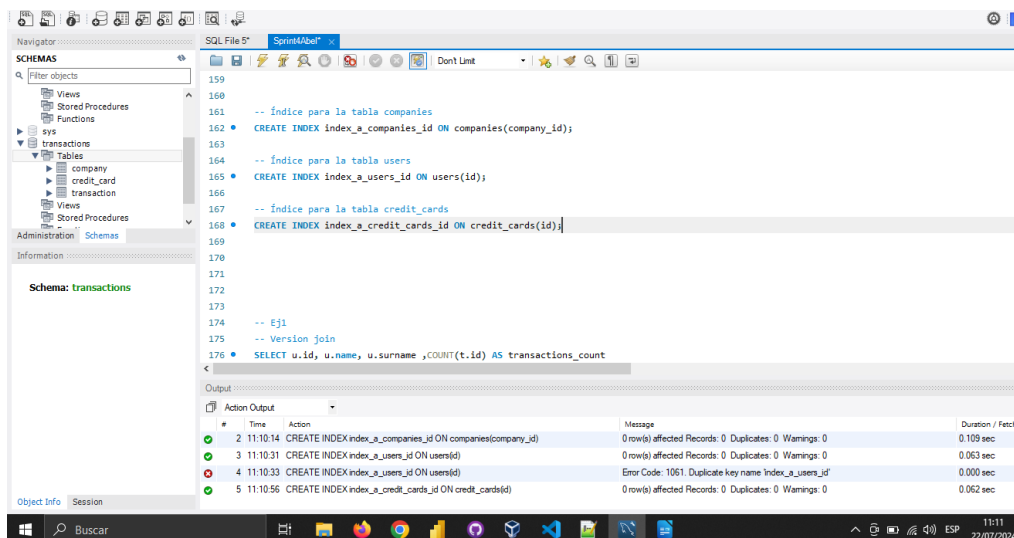 Navigator
SQL File 5*
Sprint4Abel*
SCHEMAS
Don't Limit
Filter objects
Views
Stored Procedures
Functions
sys
transactions
Tables
company
credit_card
transaction
Views
Stored Procedures
Administration
Schemas
Information
Schema: transactions
159
160
161 -- Índice para la tabla companies
162 CREATE INDEX index_a_companies_id ON companies(company_id);
163
164 -- Índice para la tabla users
165 CREATE INDEX index_a_users_id ON users(id);
166
167 -- Índice para la tabla credit_cards
168 CREATE INDEX index_a_credit_cards_id ON credit_cards(id);
169
170
171
172
173
174 -- Ej1
175 -- Version join
176 SELECT u.id, u.name, u.surname ,COUNT(t.id) AS transactions_count
Output
Action Output
# Time Action Message Duration / Fetch
2 11:10:14 CREATE INDEX index_a_companies_id ON companies(company_id) 0 row(s) affected Records: 0 Duplicates: 0 Warnings: 0 0.109 sec
3 11:10:31 CREATE INDEX index_a_users_id ON users(id) 0 row(s) affected Records: 0 Duplicates: 0 Warnings: 0 0.063 sec
4 11:10:33 CREATE INDEX index_a_users_id ON users(id) Error Code: 1061. Duplicate key name 'index_a_users_id' 0.000 sec
5 11:10:56 CREATE INDEX index_a_credit_cards_id ON credit_cards(id) 0 row(s) affected Records: 0 Duplicates: 0 Warnings: 0 0.062 sec
Object Info
Session
Buscar
ESP
11:11